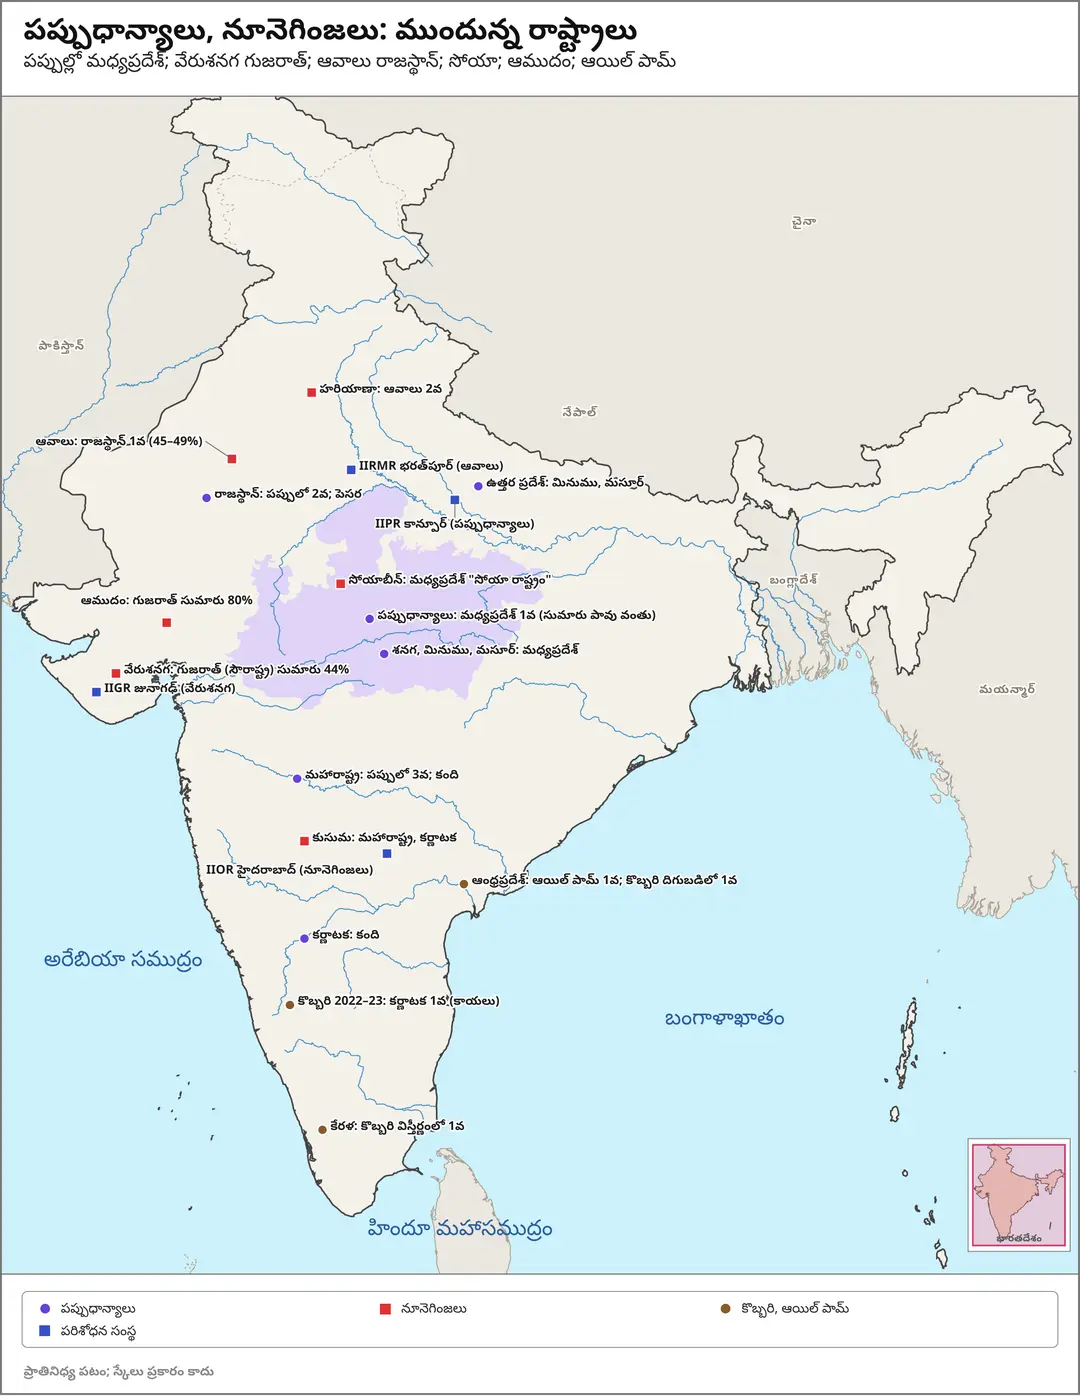 పప్పుధాన్యాలు, నూనెగింజలు: ముందున్న రాష్ట్రాలు
పప్పుల్లో మధ్యప్రదేశ్; వేరుశనగ గుజరాత్; ఆవాలు రాజస్థాన్; సోయా; ఆముదం; ఆయిల్ పామ్
చైనా
పాకిస్తాన్
హరియాణా: ఆవాలు 2వ
నేపాల్
ఆవాలు: రాజస్థాన్ 1వ (45–49%)
IIRMR భరత్‌పూర్ (ఆవాలు)
ఉత్తర ప్రదేశ్: మినుము, మసూర్
రాజస్థాన్: పప్పులో 2వ; పెసర
IIPR కాన్పూర్ (పప్పుధాన్యాలు)
సోయాబీన్: మధ్యప్రదేశ్ "సోయా రాష్ట్రం"
బంగ్లాదేశ్
ఆముదం: గుజరాత్ సుమారు 80%
పప్పుధాన్యాలు: మధ్యప్రదేశ్ 1వ (సుమారు పావు వంతు)
శనగ, మినుము, మసూర్: మధ్యప్రదేశ్
వేరుశనగ: గుజరాత్ (సౌరాష్ట్ర) సుమారు 44%
IIGR జునాగఢ్ (వేరుశనగ)
మయన్మార్
మహారాష్ట్ర: పప్పులో 3వ; కంది
కుసుమ: మహారాష్ట్ర, కర్ణాటక
IIOR హైదరాబాద్ (నూనెగింజలు)
ఆంధ్రప్రదేశ్: ఆయిల్ పామ్ 1వ; కొబ్బరి దిగుబడిలో 1వ
కర్ణాటక: కంది
అరేబియా సముద్రం
కొబ్బరి 2022–23: కర్ణాటక 1వ (కాయలు)
బంగాళాఖాతం
కేరళ: కొబ్బరి విస్తీర్ణంలో 1వ
హిందూ మహాసముద్రం
భారతదేశం
పప్పుధాన్యాలు
నూనెగింజలు
కొబ్బరి, ఆయిల్ పామ్
పరిశోధన సంస్థ
ప్రాతినిధ్య పటం; స్కేలు ప్రకారం కాదు